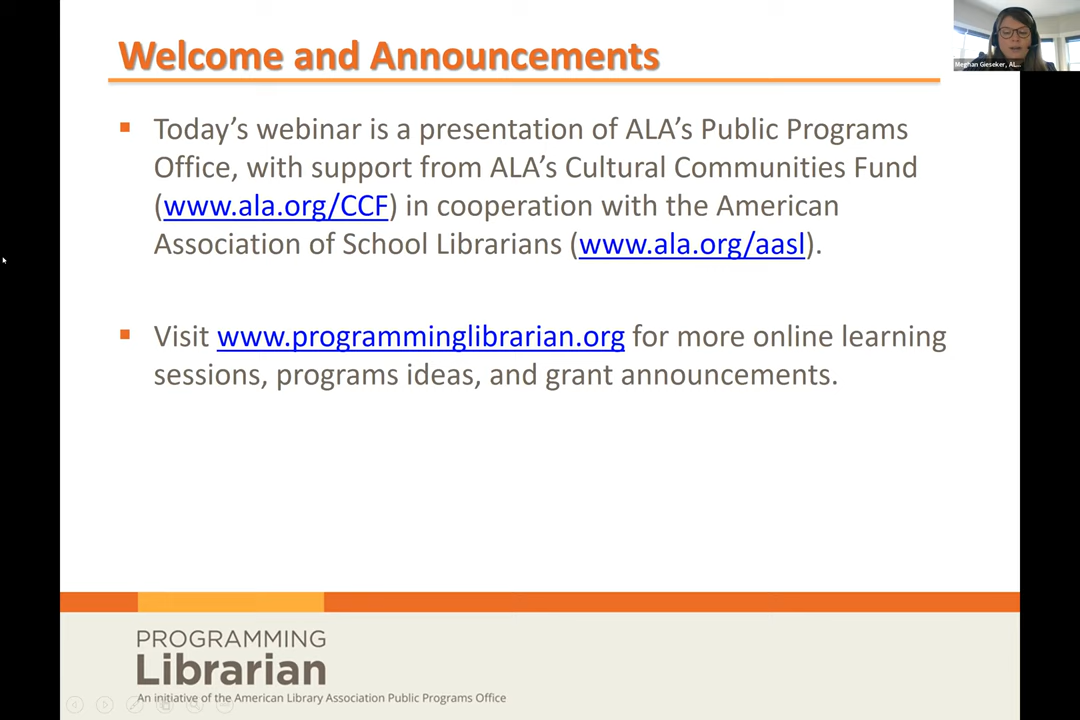 Welcome and Announcements
Meghan Gieseker, AL...
Today's webinar is a presentation of ALA's Public Programs
Office, with support from ALA's Cultural Communities Fund
(www.ala.org/CCF) in cooperation with the American
Association of School Librarians (www.ala.org/aasl).
Visit www.programminglibrarian.org for more online learning
sessions, programs ideas, and grant announcements.
PROGRAMMING
Librarian
An initiative of the American Library Association Public Programs Office